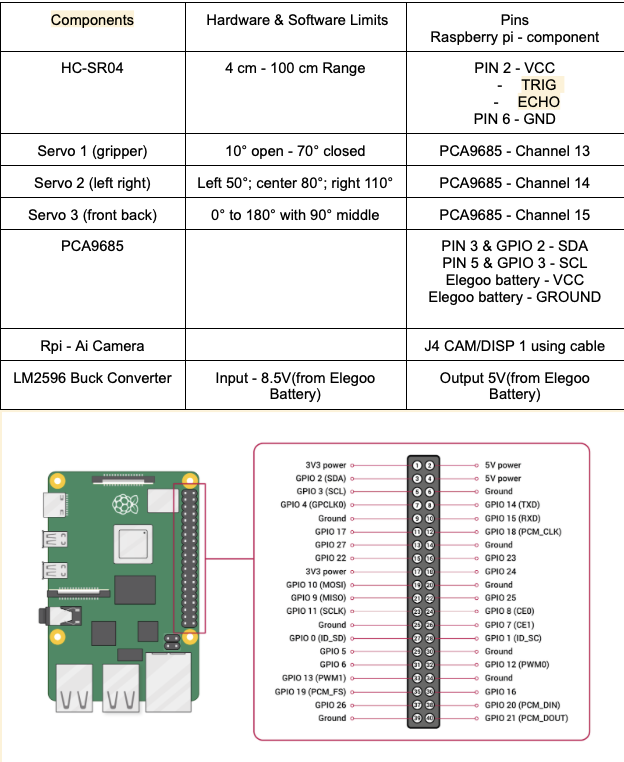 Components
Hardware & Software Limits
Pins
Raspberry pi - component
HC-SR04
4 cm - 100 cm Range
PIN 2 - VCC
- TRIG
- ECHO
PIN 6 - GND
Servo 1 (gripper)
10° open - 70° closed
PCA9685 - Channel 13
Servo 2 (left right)
Left 50°; center 80°; right 110°
PCA9685 - Channel 14
Servo 3 (front back)
0° to 180° with 90° middle
PCA9685 - Channel 15
PCA9685
PIN 3 & GPIO 2 - SDA
PIN 5 & GPIO 3 - SCL
Elegoo battery - VCC
Elegoo battery - GROUND
Rpi - Ai Camera
J4 CAM/DISP 1 using cable
LM2596 Buck Converter
Input - 8.5V(from Elegoo
Battery)
Output 5V(from Elegoo
Battery)
3V3 power 1 2 5V power
GPIO 2 (SDA) 3 4 5V power
GPIO 3 (SCL) 5 6 Ground
GPIO 4 (GPCLK0) 7 8 GPIO 14 (TXD)
Ground 9 10 GPIO 15 (RXD)
GPIO 17 11 12 GPIO 18 (PCM_CLK)
GPIO 27 13 14 Ground
GPIO 22 15 16 GPIO 23
3V3 power 17 18 GPIO 24
GPIO 10 (MOSI) 19 20 Ground
GPIO 9 (MISO) 21 22 GPIO 25
GPIO 11 (SCLK) 23 24 GPIO 8 (CE0)
Ground 25 26 GPIO 7 (CE1)
GPIO 0 (ID_SD) 27 28 GPIO 1 (ID_SC)
GPIO 5 29 30 Ground
GPIO 6 31 32 GPIO 12 (PWM0)
GPIO 13 (PWM1) 33 34 Ground
GPIO 19 (PCM_FS) 35 36 GPIO 16
GPIO 26 37 38 GPIO 20 (PCM_DIN)
Ground 39 40 GPIO 21 (PCM_DOUT)